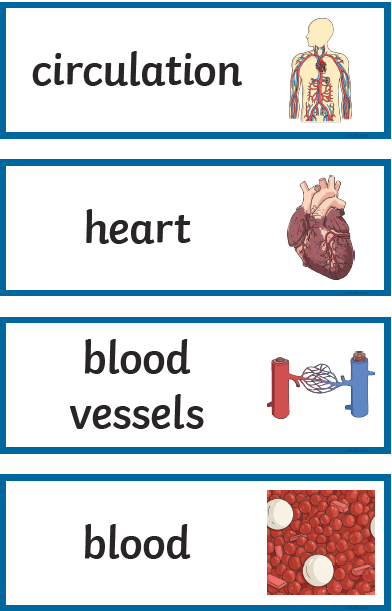 circulation
heart
blood
vessels
blood